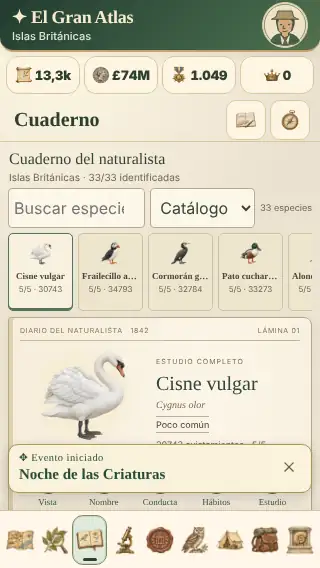 ✦ El Gran Atlas
Islas Británicas
13,3k
£74M
1.049
0
Cuaderno
Cuaderno del naturalista
Islas Británicas · 33/33 identificadas
Buscar especie
Catálogo
33 especies
Cisne vulgar
5/5 · 30743
Frailecillo a...
5/5 · 34793
Cormorán g...
5/5 · 32784
Pato cuchar...
5/5 · 33273
Alon
5/5
DIARIO DEL NATURALISTA 1842
LÁMINA 01
ESTUDIO COMPLETO
Cisne vulgar
Cygnus olor
Poco común
✥ Evento iniciado
Noche de las Criaturas
Vista
Nombre
Conducta
Hábitos
Estudio